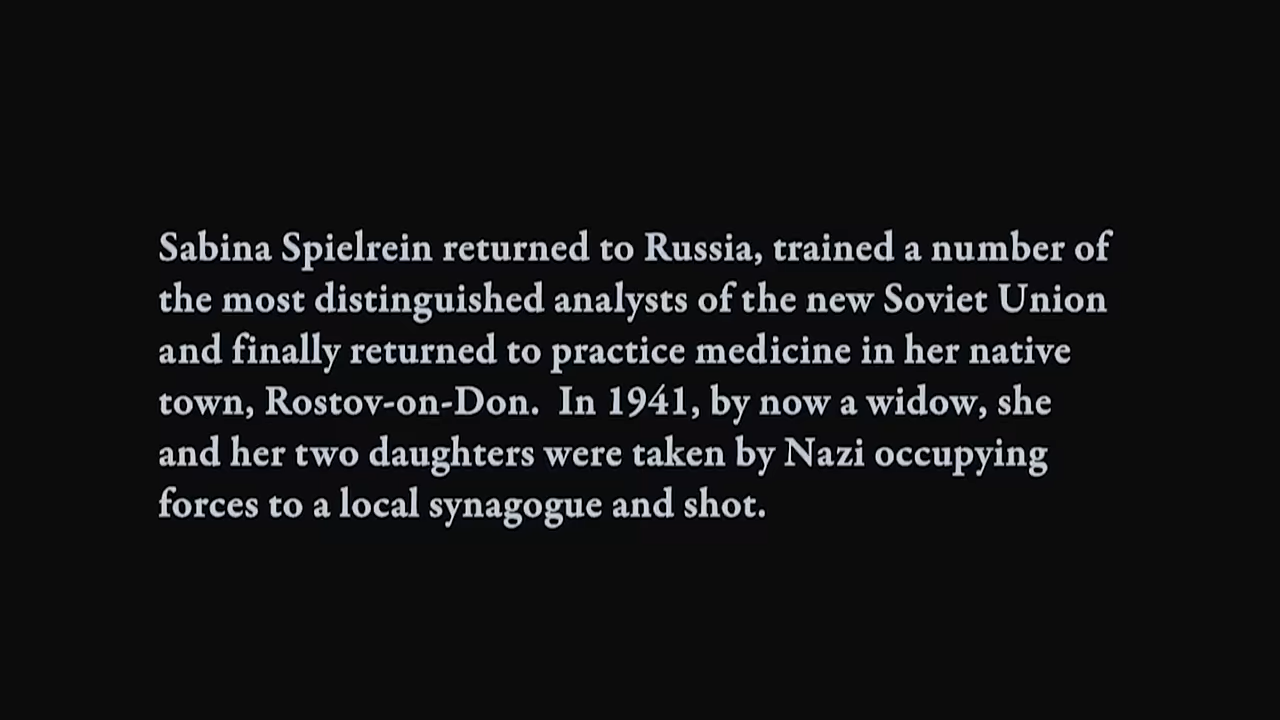 Sabina Spielrein returned to Russia, trained a number of
the most distinguished analysts of the new Soviet Union
and finally returned to practice medicine in her native
town, Rostov-on-Don.  In 1941, by now a widow, she
and her two daughters were taken by Nazi occupying
forces to a local synagogue and shot.